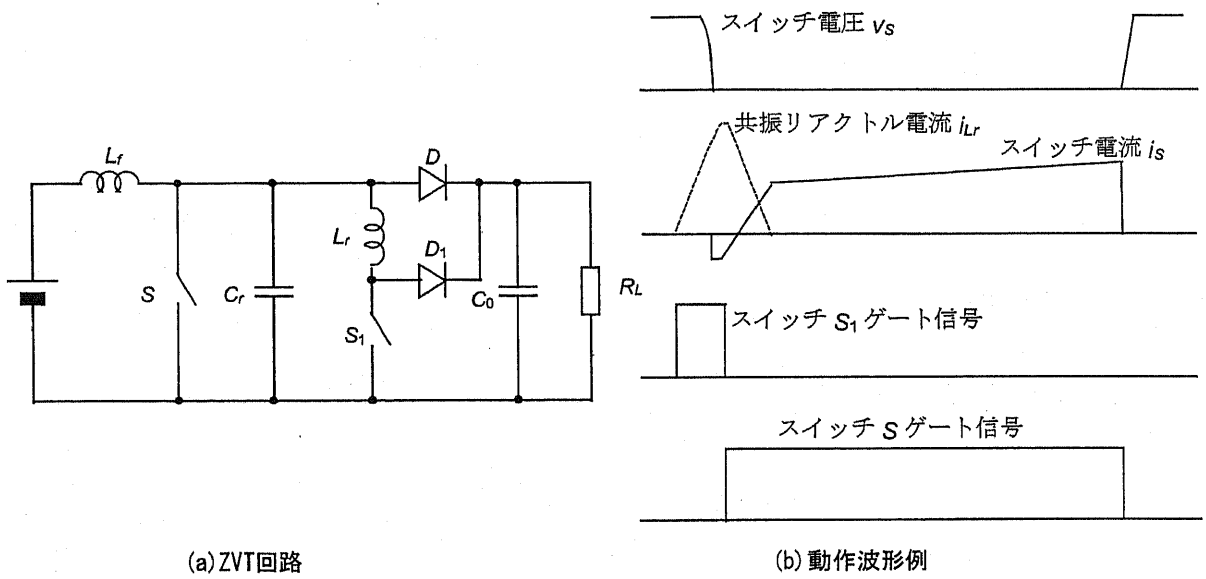 スイッチ電圧 vS
共振リアクトル電流 iLr
スイッチ電流 iS
Lf
D
Lr
D1
S
Cr
C0
RL
S1
スイッチ S1 ゲート信号
スイッチ S ゲート信号
(a) ZVT回路
(b) 動作波形例